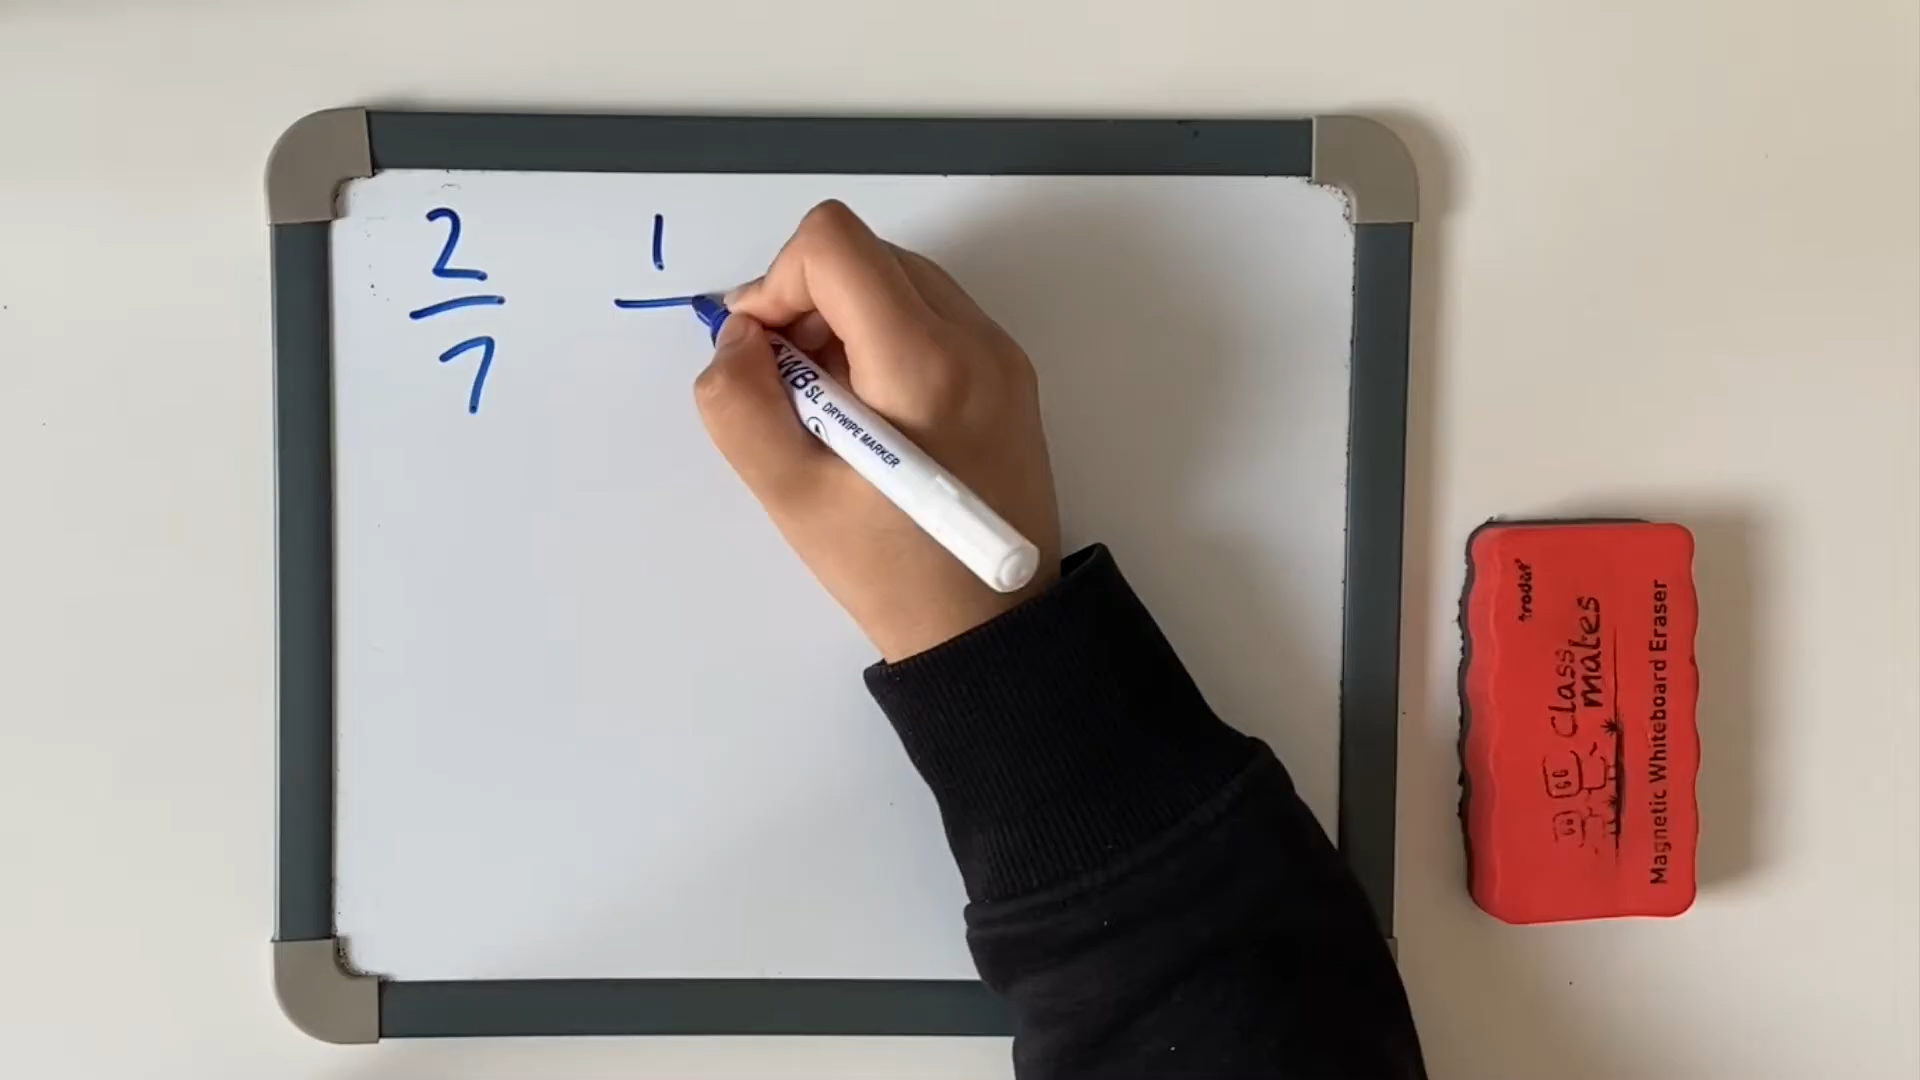 2 1
7
WB SL DRYWIPE MARKER
Class
mates
Magnetic Whiteboard Eraser